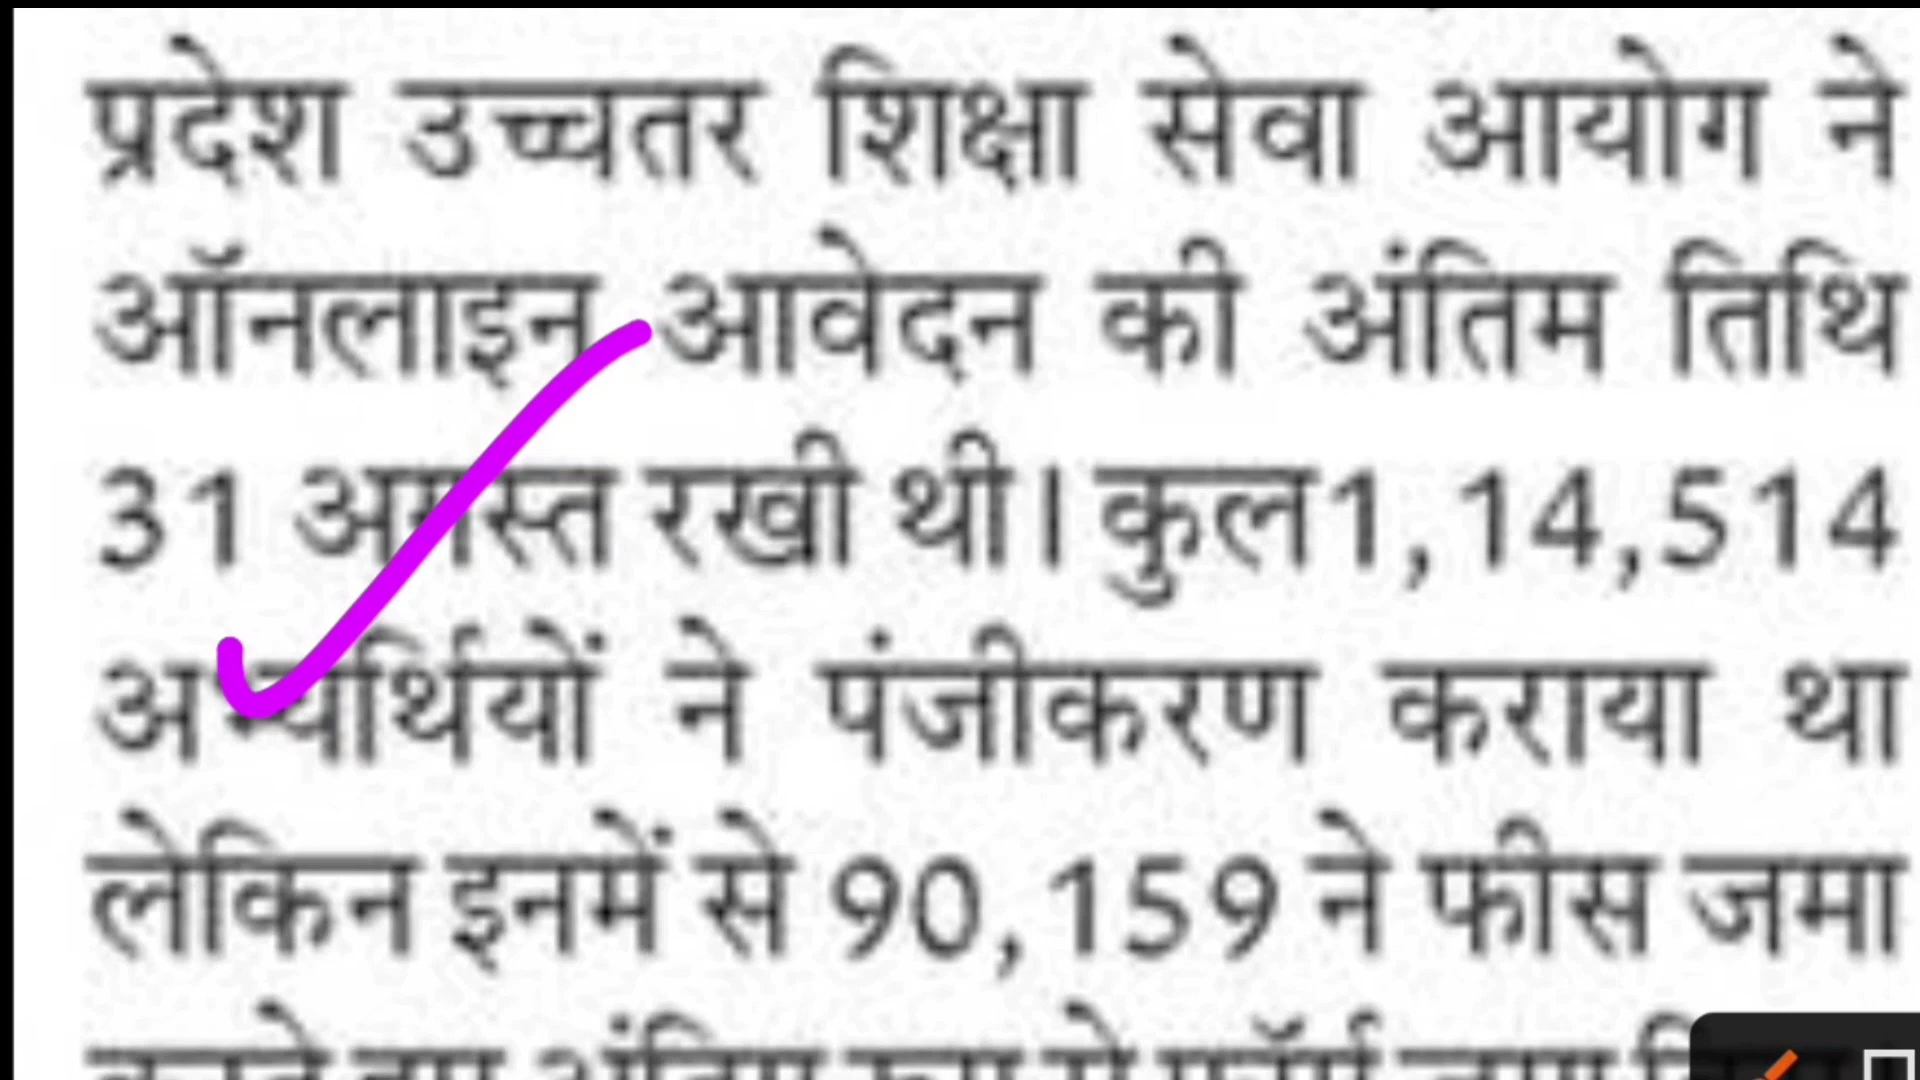 प्रदेश उच्चतर शिक्षा सेवा आयोग ने
ऑनलाइन आवेदन की अंतिम तिथि
31 अगस्त रखी थी। कुल1,14,514
अभ्यर्थियों ने पंजीकरण कराया था
लेकिन इनमें से 90,159 ने फीस जमा